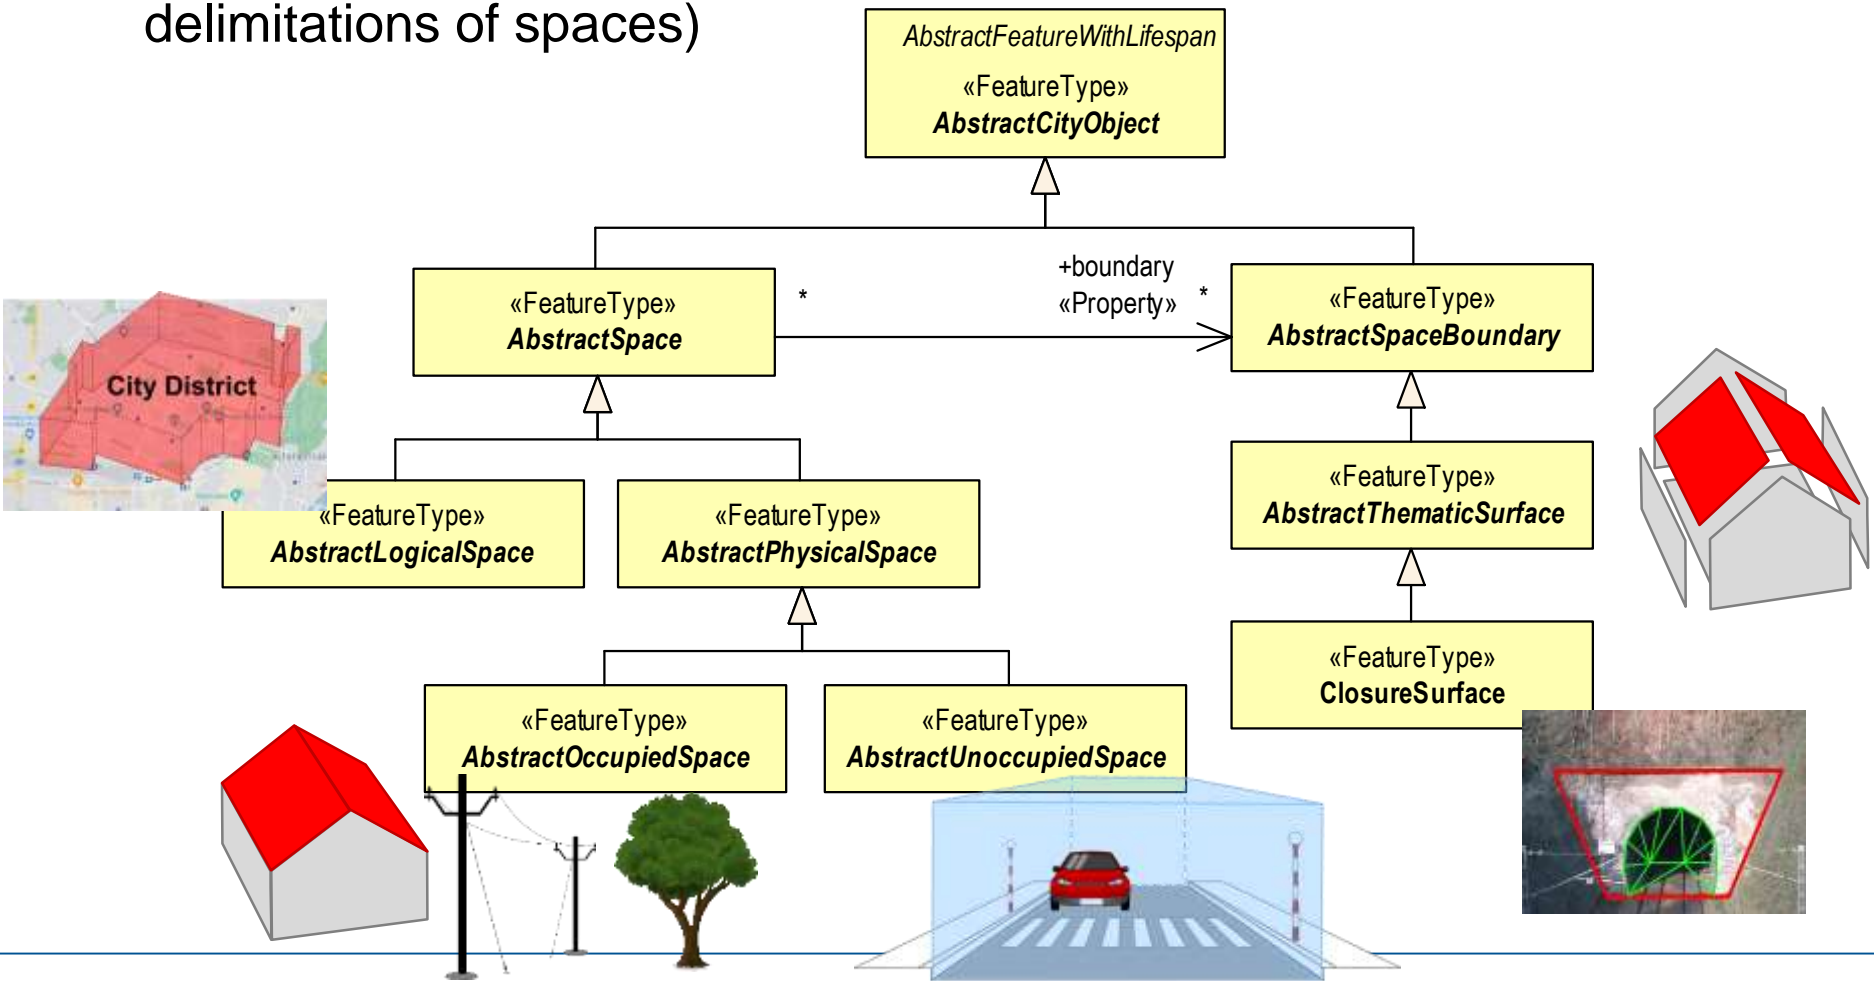 delimitations of spaces)
AbstractFeatureWithLifespan
«FeatureType»
AbstractCityObject
+boundary
«Property»
*
*
«FeatureType»
AbstractSpace
«FeatureType»
AbstractSpaceBoundary
City District
«FeatureType»
AbstractLogicalSpace
«FeatureType»
AbstractPhysicalSpace
«FeatureType»
AbstractThematicSurface
«FeatureType»
AbstractOccupiedSpace
«FeatureType»
AbstractUnoccupiedSpace
«FeatureType»
ClosureSurface